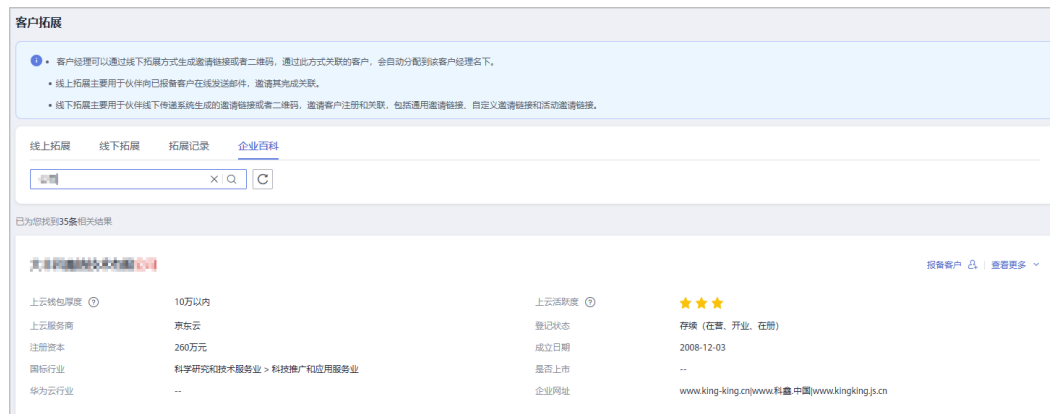 客户拓展
• 客户经理可以通过线下拓展方式生成邀请链接或者二维码，通过此方式关联的客户，会自动分配到该客户经理名下。
• 线上拓展主要用于伙伴向已报备客户在线发送邮件，邀请其完成关联。
• 线下拓展主要用于伙伴线下传递系统生成的邀请链接或者二维码，邀请客户注册和关联，包括通用邀请链接、自定义邀请链接和活动邀请链接。
线上拓展 线下拓展 拓展记录 企业百科
已为您找到35条相关结果
报备客户 查看更多
上云钱包厚度 10万以内 上云活跃度
上云服务商 京东云 登记状态 存续（在营、开业、在册）
注册资本 260万元 成立日期 2008-12-03
国标行业 科学研究和技术服务业 > 科技推广和应用服务业 是否上市 --
华为云行业 -- 企业网址 www.king-king.cn|www.科鑫.中国|www.kingking.js.cn